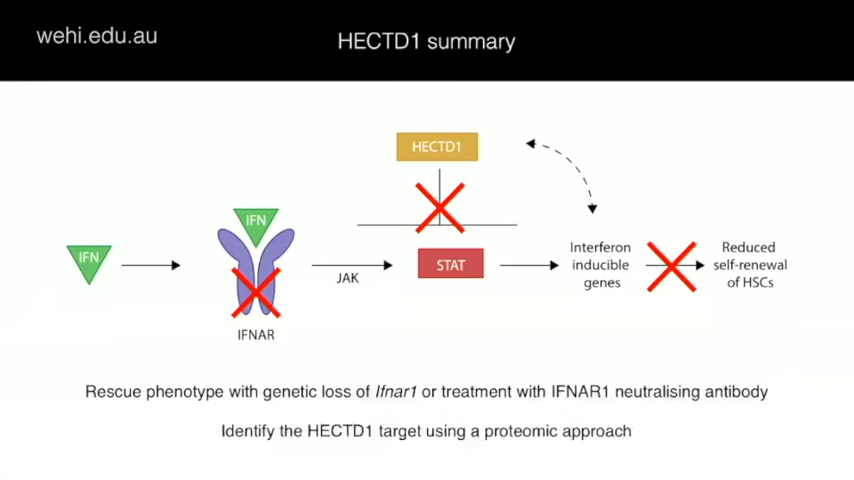 wehi.edu.au
HECTD1 summary
HECTD1
IFN
IFN
IFNAR
JAK
STAT
Interferon
inducible
genes
Reduced
self-renewal
of HSCs
Rescue phenotype with genetic loss of Ifnar1 or treatment with IFNAR1 neutralising antibody
Identify the HECTD1 target using a proteomic approach